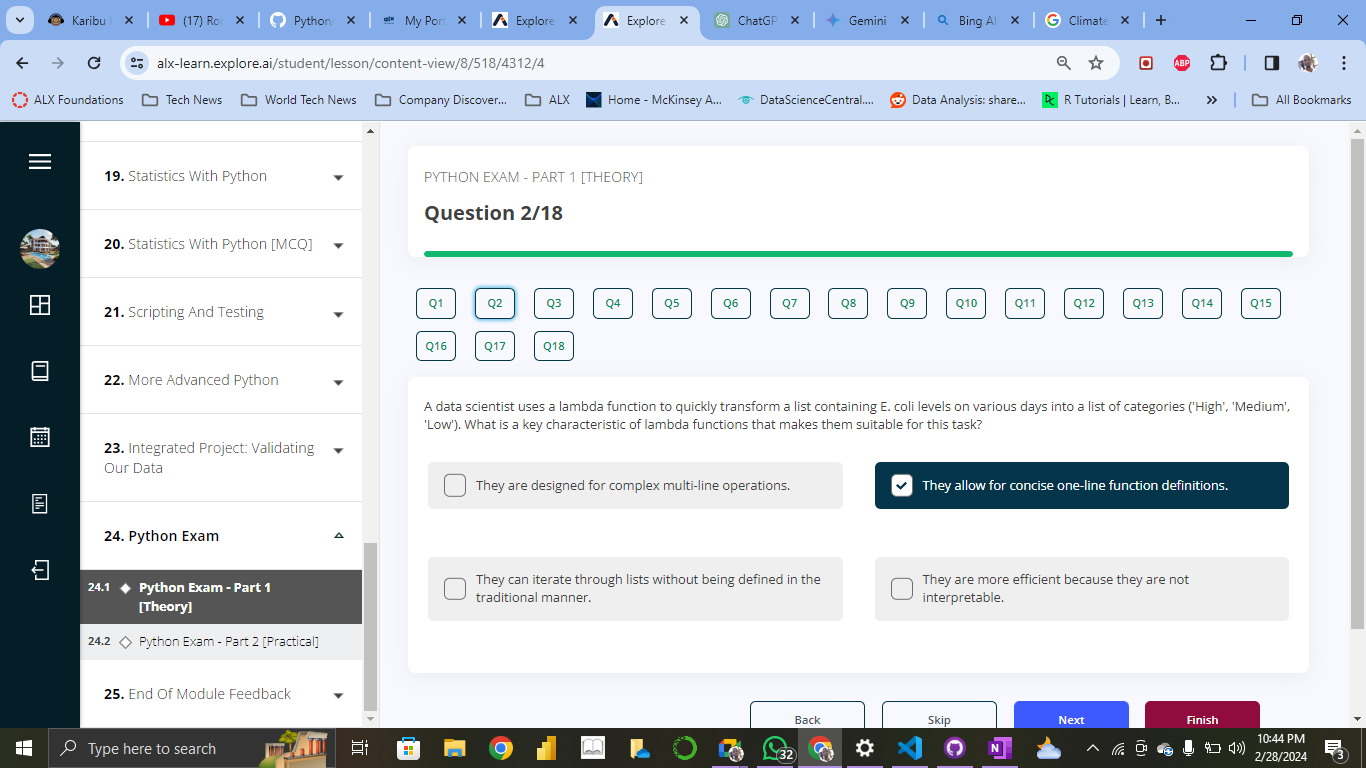 Karibu
(17) Ro
Python
My Por
Explore
Explore
ChatGP
Gemini
Bing AI
Climate
alx-learn.explore.ai/student/lesson/content-view/8/518/4312/4
ABP
ALX Foundations
Tech News
World Tech News
Company Discover...
ALX
Home - McKinsey A...
DataScienceCentral....
Data Analysis: share...
R Tutorials | Learn, B...
»
All Bookmarks
19. Statistics With Python
20. Statistics With Python [MCQ]
21. Scripting And Testing
22. More Advanced Python
23. Integrated Project: Validating
Our Data
24. Python Exam
24.1 Python Exam - Part 1
[Theory]
24.2 Python Exam - Part 2 [Practical]
25. End Of Module Feedback
PYTHON EXAM - PART 1 [THEORY]
Question 2/18
Q1 Q2 Q3 Q4 Q5 Q6 Q7 Q8 Q9 Q10 Q11 Q12 Q13 Q14 Q15
Q16 Q17 Q18
A data scientist uses a lambda function to quickly transform a list containing E. coli levels on various days into a list of categories ('High', 'Medium',
'Low'). What is a key characteristic of lambda functions that makes them suitable for this task?
They are designed for complex multi-line operations.
They allow for concise one-line function definitions.
They can iterate through lists without being defined in the
traditional manner.
They are more efficient because they are not
interpretable.
Back
Skip
Next
Finish
Type here to search
32
10:44 PM
2/28/2024
3